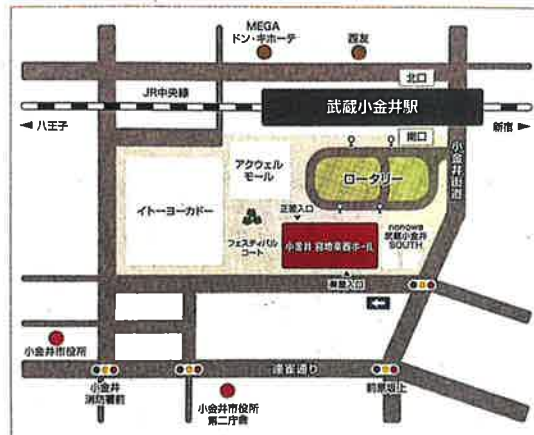 MEGA
ドン・キホーテ
西友
北口
JR中央線
武蔵小金井駅
八王子
新宿
南口
小金井街道
アクウェル
モール
ロータリー
イトーヨーカドー
正面入口
フェスティバル
コート
小金井 宮地楽器ホール
nonowa
武蔵小金井
SOUTH
小金井市役所
小金井
消防署前
連雀通り
前原坂上
小金井市役所
第二庁舎